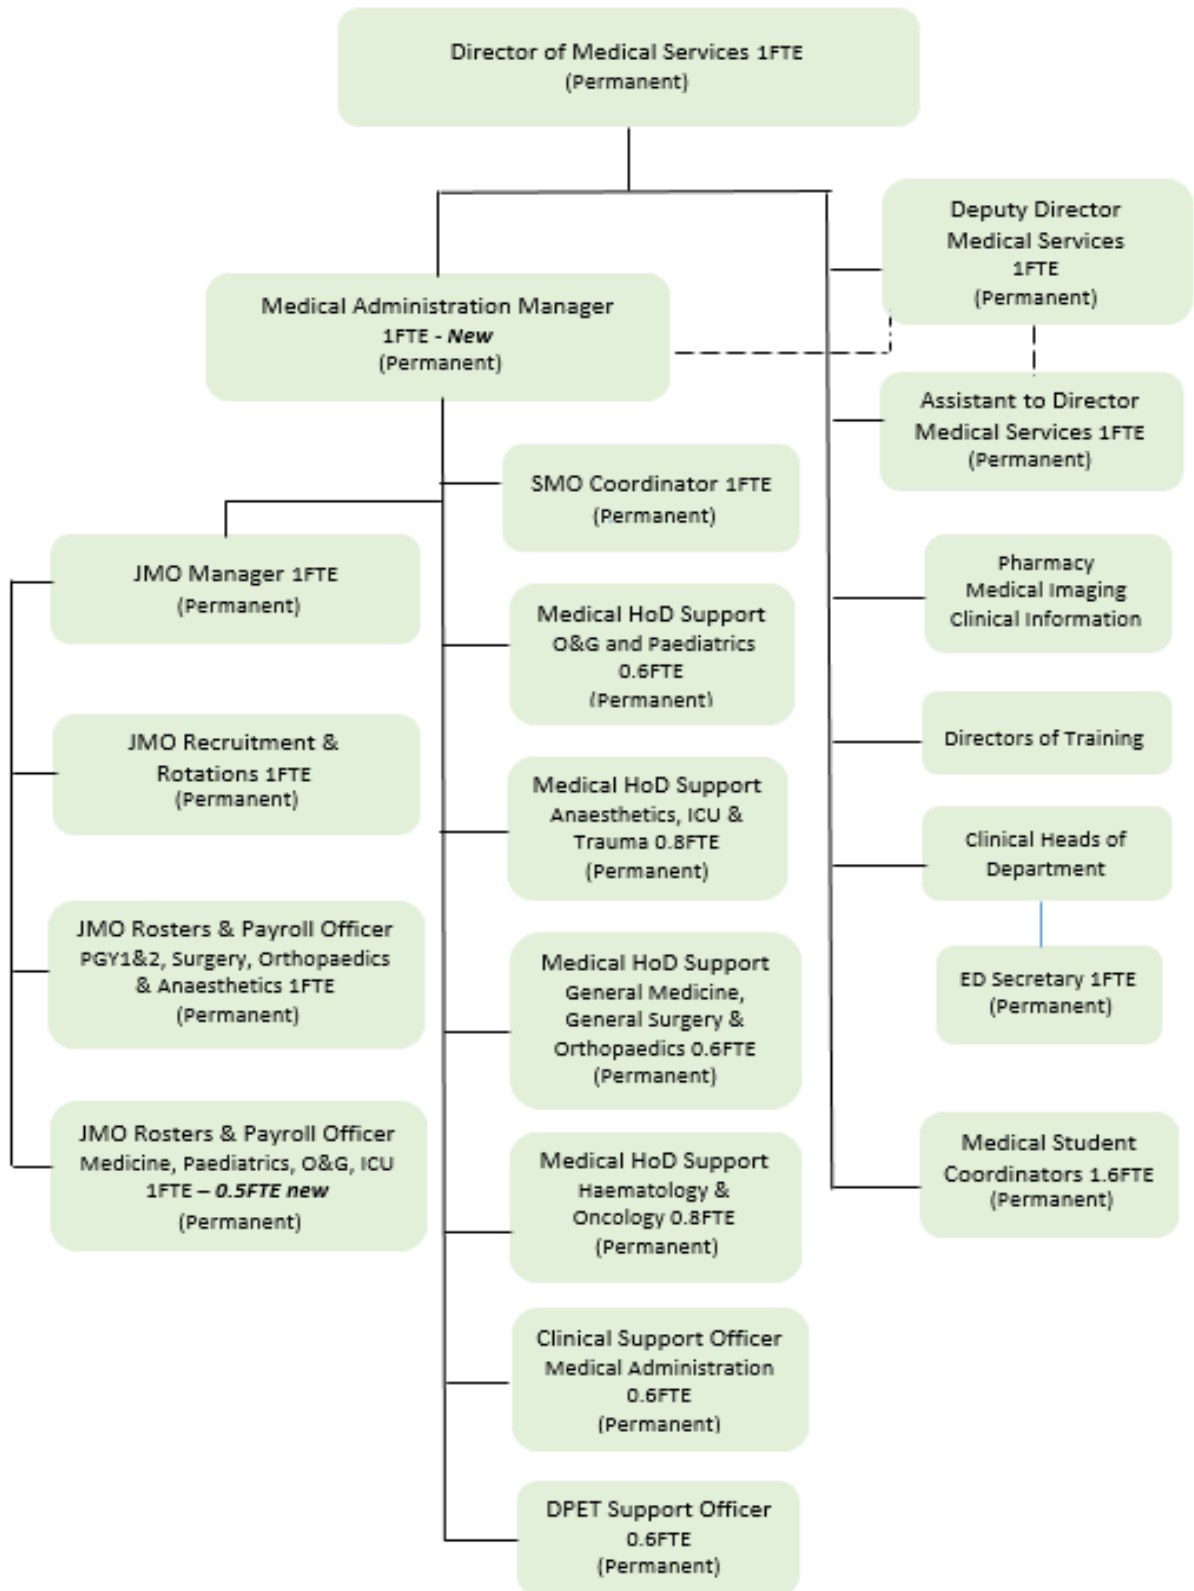 Director of Medical Services 1FTE
(Permanent)
Deputy Director
Medical Services
1FTE
(Permanent)
Medical Administration Manager
1FTE - New
(Permanent)
Assistant to Director
Medical Services 1FTE
(Permanent)
SMO Coordinator 1FTE
(Permanent)
JMO Manager 1FTE
(Permanent)
Pharmacy
Medical Imaging
Clinical Information
Medical HoD Support
O&G and Paediatrics
0.6FTE
(Permanent)
JMO Recruitment &
Rotations 1FTE
(Permanent)
Directors of Training
Medical HoD Support
Anaesthetics, ICU &
Trauma 0.8FTE
(Permanent)
Clinical Heads of
Department
JMO Rosters & Payroll Officer
PGY1&2, Surgery, Orthopaedics
& Anaesthetics 1FTE
(Permanent)
Medical HoD Support
General Medicine,
General Surgery &
Orthopaedics 0.6FTE
(Permanent)
ED Secretary 1FTE
(Permanent)
JMO Rosters & Payroll Officer
Medicine, Paediatrics, O&G, ICU
1FTE – 0.5FTE new
(Permanent)
Medical HoD Support
Haematology &
Oncology 0.8FTE
(Permanent)
Medical Student
Coordinators 1.6FTE
(Permanent)
Clinical Support Officer
Medical Administration
0.6FTE
(Permanent)
DPET Support Officer
0.6FTE
(Permanent)